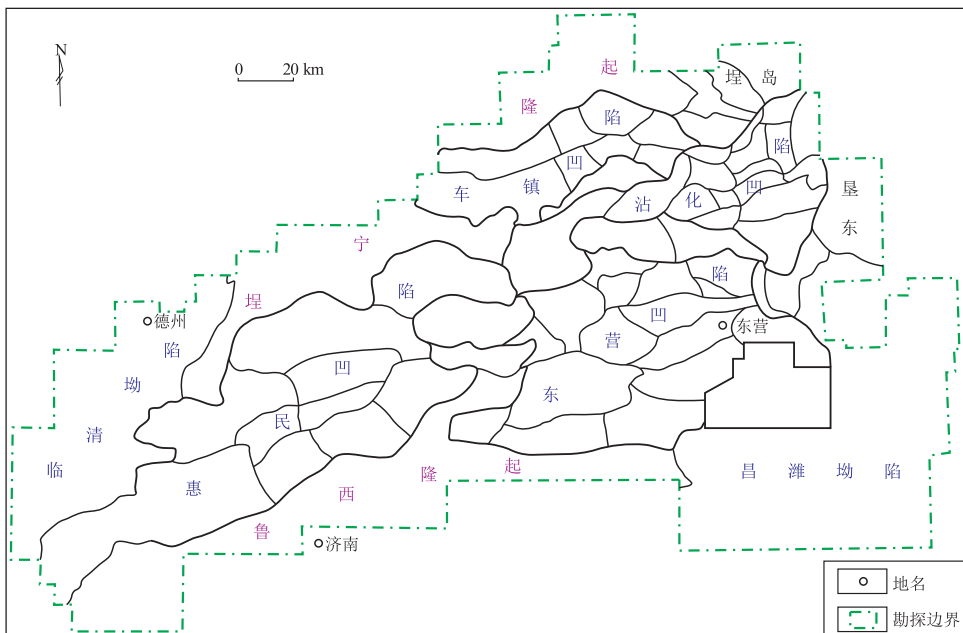 N
0 20 km
埕宁隆起
埕岛
车镇凹陷
沾化凹陷
垦东
德州
临清坳陷
惠民凹陷
东营凹陷
东营
鲁西隆起
济南
昌潍坳陷
地名
勘探边界